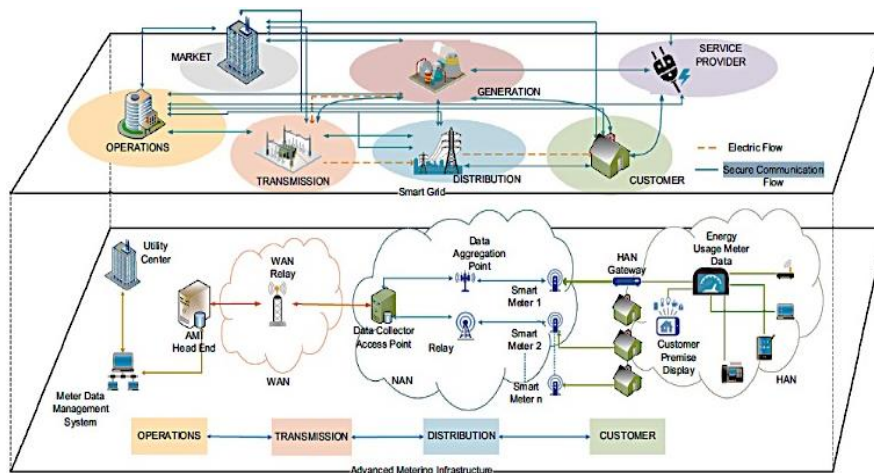 MARKET
SERVICE
PROVIDER
GENERATION
OPERATIONS
TRANSMISSION
DISTRIBUTION
CUSTOMER
Electric Flow
Secure Communication
Flow
Smart Grid
Utility
Center
WAN
Relay
Data
Aggregation
Point
HAN
Gateway
Energy
Usage Meter
Data
Smart
Meter 1
AMI
Head End
Data Collector
Access Point
Relay
Smart
Meter 2
Customer
Premise
Display
Meter Data
Management
System
WAN
NAN
Smart
Meter n
HAN
OPERATIONS
TRANSMISSION
DISTRIBUTION
CUSTOMER
Advanced Metering Infrastructure